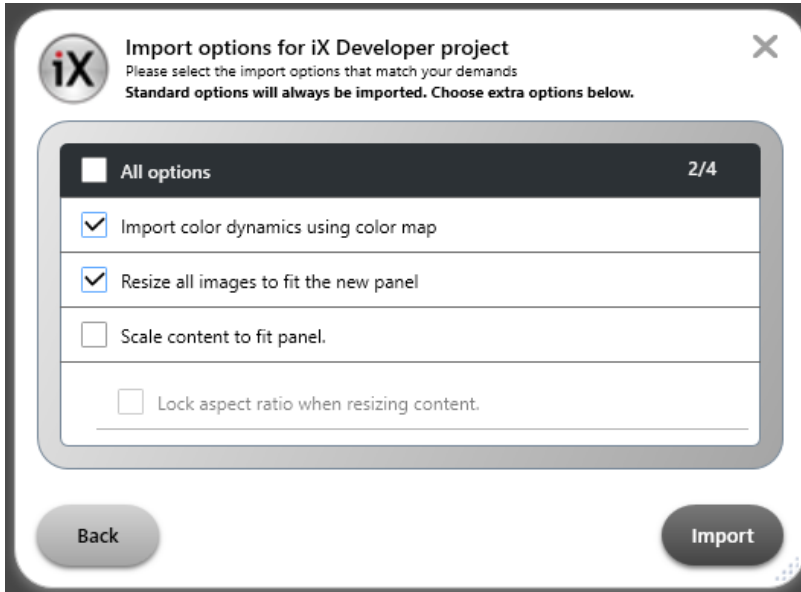 iX
Import options for iX Developer project
Please select the import options that match your demands
Standard options will always be imported. Choose extra options below.
All options 2/4
Import color dynamics using color map
Resize all images to fit the new panel
Scale content to fit panel.
Lock aspect ratio when resizing content.
Back Import